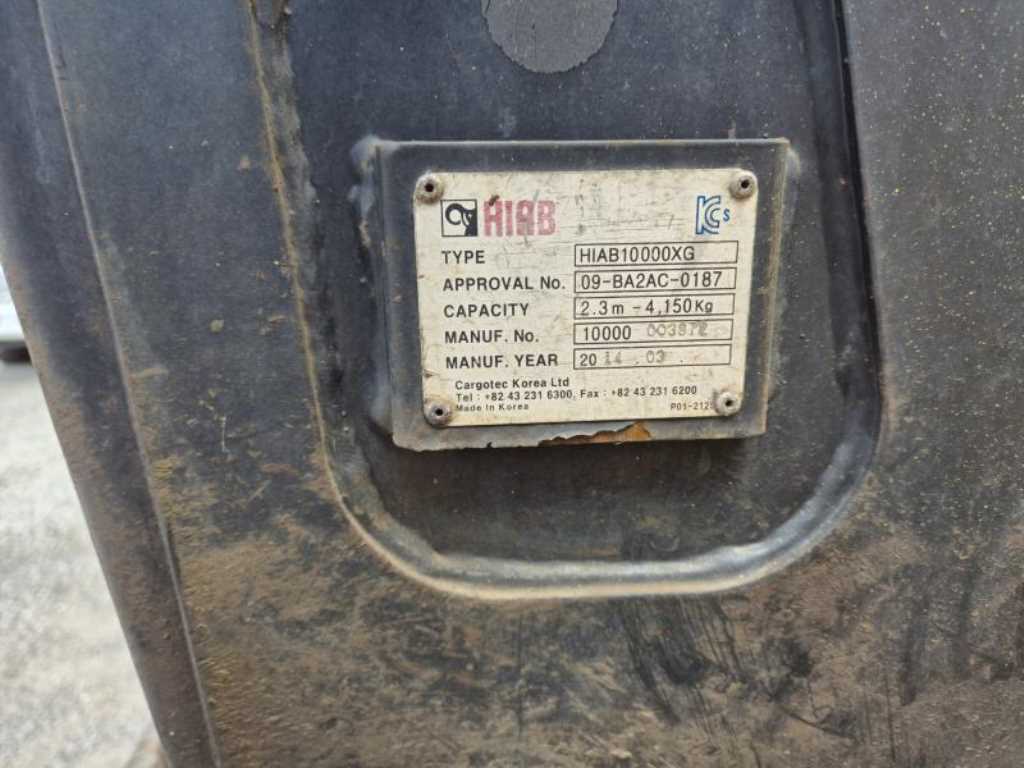 HIAB
KCs
TYPE HIAB10000XG
APPROVAL No. 09-BA2AC-0187
CAPACITY 2.3m - 4,150Kg
MANUF. No. 10000
MANUF. YEAR 20 14 . 03 .
Cargotec Korea Ltd
Tel : +82 43 231 6300, Fax : +82 43 231 6200
Made in Korea